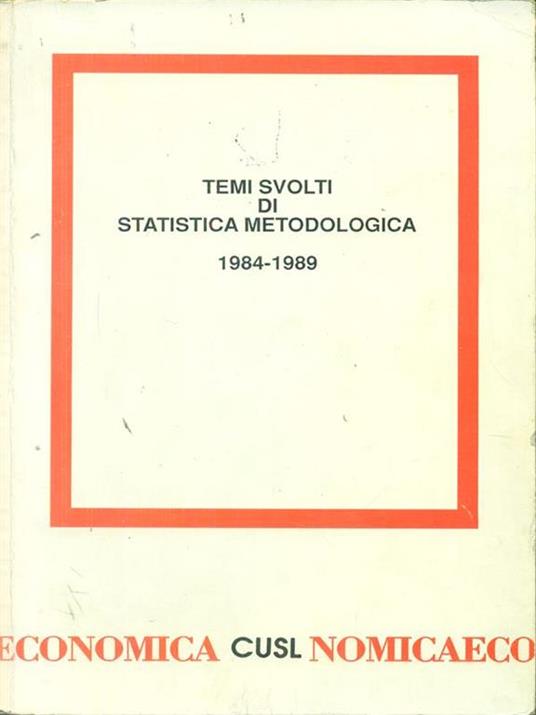 TEMI SVOLTI
DI
STATISTICA METODOLOGICA
1984-1989
ECONOMICA CUSL NOMICAECO